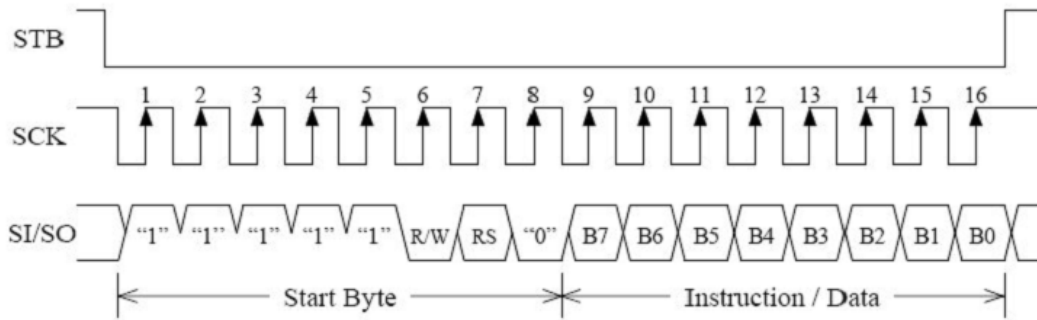 STB
1 2 3 4 5 6 7 8 9 10 11 12 13 14 15 16
SCK
SI/SO “1” “1” “1” “1” “1” R/W RS “0” B7 B6 B5 B4 B3 B2 B1 B0
Start Byte Instruction / Data